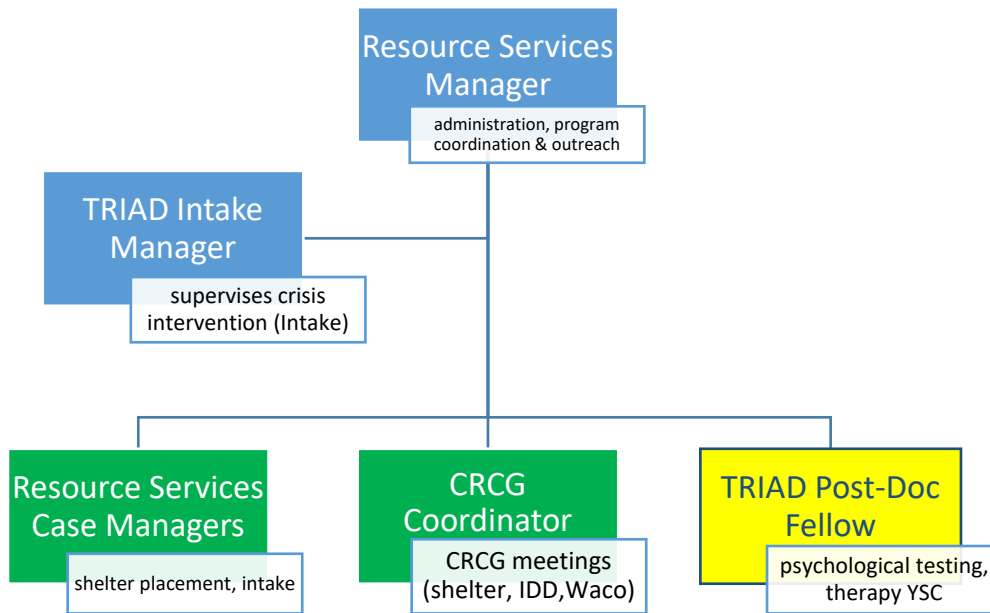 Resource Services
Manager
administration, program
coordination & outreach
TRIAD Intake
Manager
supervises crisis
intervention (Intake)
Resource Services
Case Managers
shelter placement, intake
CRCG
Coordinator
CRCG meetings
(shelter, IDD,Waco)
TRIAD Post-Doc
Fellow
psychological testing,
therapy YSC